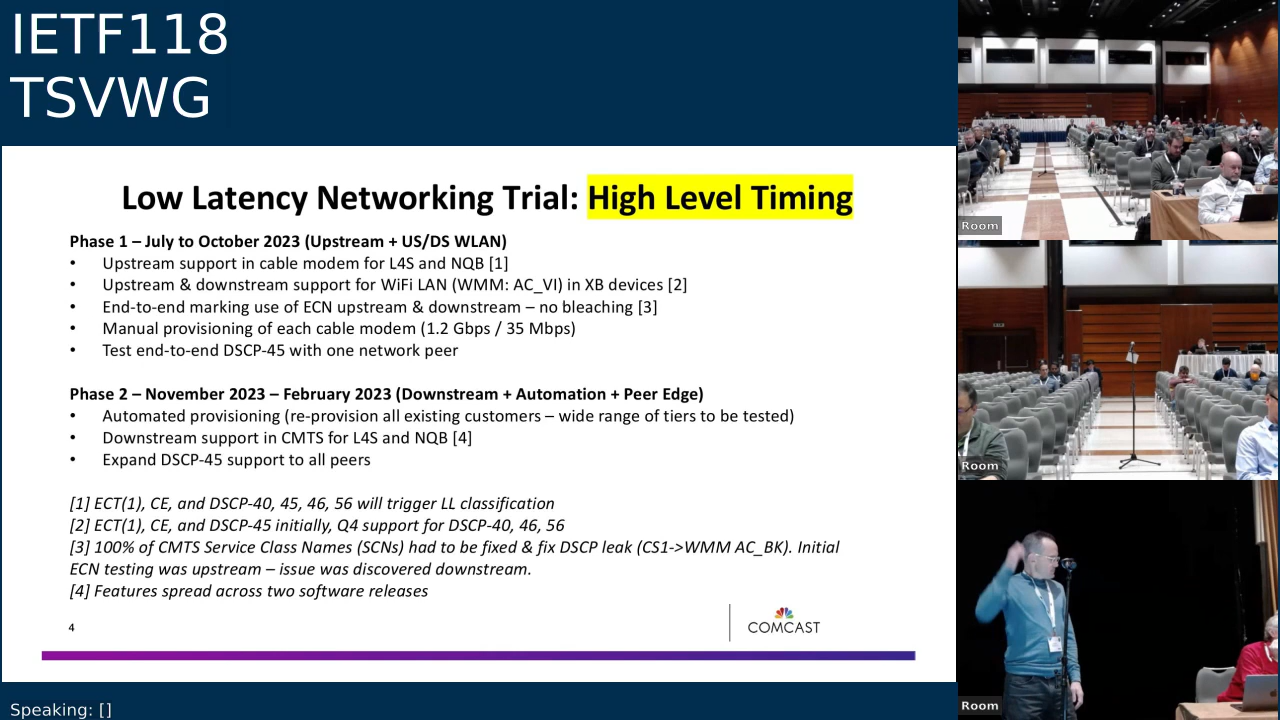 IETF118
TSVWG
Low Latency Networking Trial: High Level Timing
Phase 1 – July to October 2023 (Upstream + US/DS WLAN)
• Upstream support in cable modem for L4S and NQB [1]
• Upstream & downstream support for WiFi LAN (WMM: AC_VI) in XB devices [2]
• End-to-end marking use of ECN upstream & downstream – no bleaching [3]
• Manual provisioning of each cable modem (1.2 Gbps / 35 Mbps)
• Test end-to-end DSCP-45 with one network peer
Phase 2 – November 2023 – February 2023 (Downstream + Automation + Peer Edge)
• Automated provisioning (re-provision all existing customers – wide range of tiers to be tested)
• Downstream support in CMTS for L4S and NQB [4]
• Expand DSCP-45 support to all peers
[1] ECT(1), CE, and DSCP-40, 45, 46, 56 will trigger LL classification
[2] ECT(1), CE, and DSCP-45 initially, Q4 support for DSCP-40, 46, 56
[3] 100% of CMTS Service Class Names (SCNs) had to be fixed & fix DSCP leak (CS1->WMM AC_BK). Initial
ECN testing was upstream – issue was discovered downstream.
[4] Features spread across two software releases
4
COMCAST
Speaking: []
Room
Room
Room